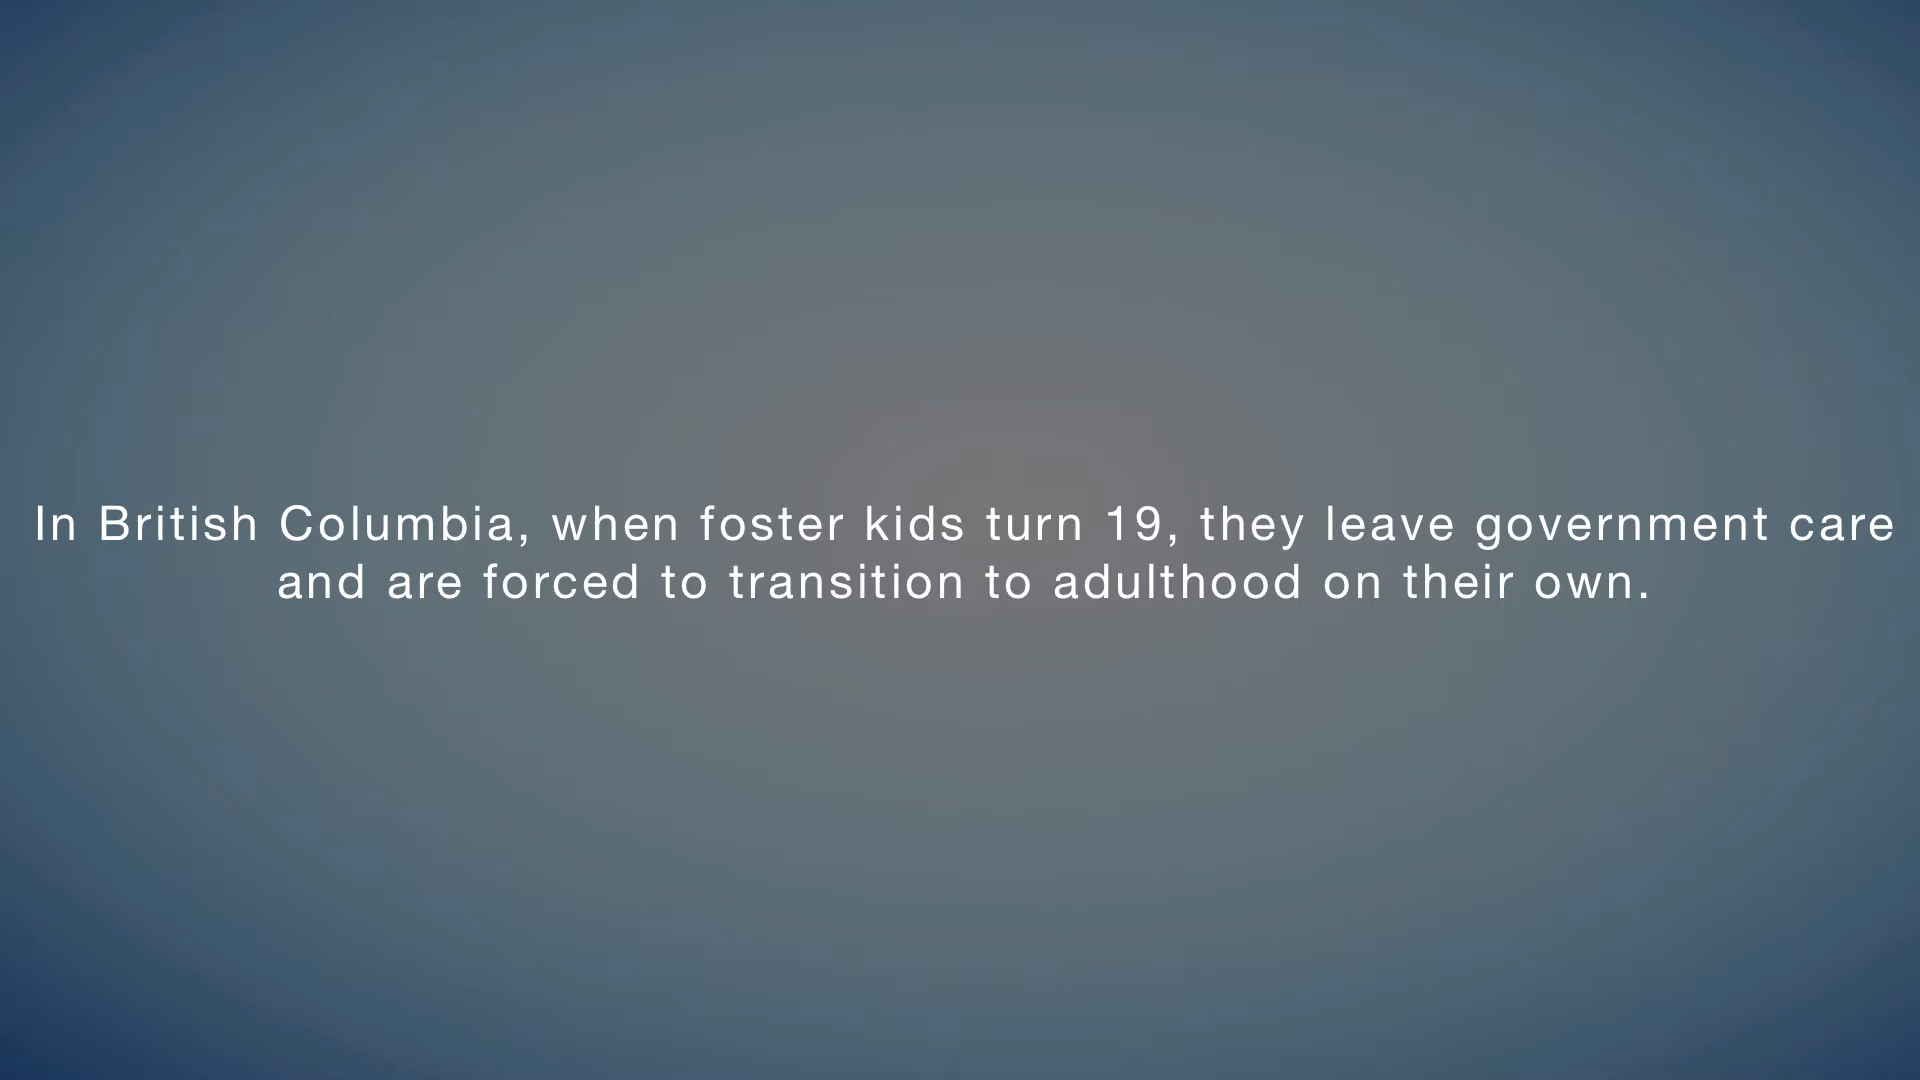 In British Columbia, when foster kids turn 19, they leave government care
and are forced to transition to adulthood on their own.